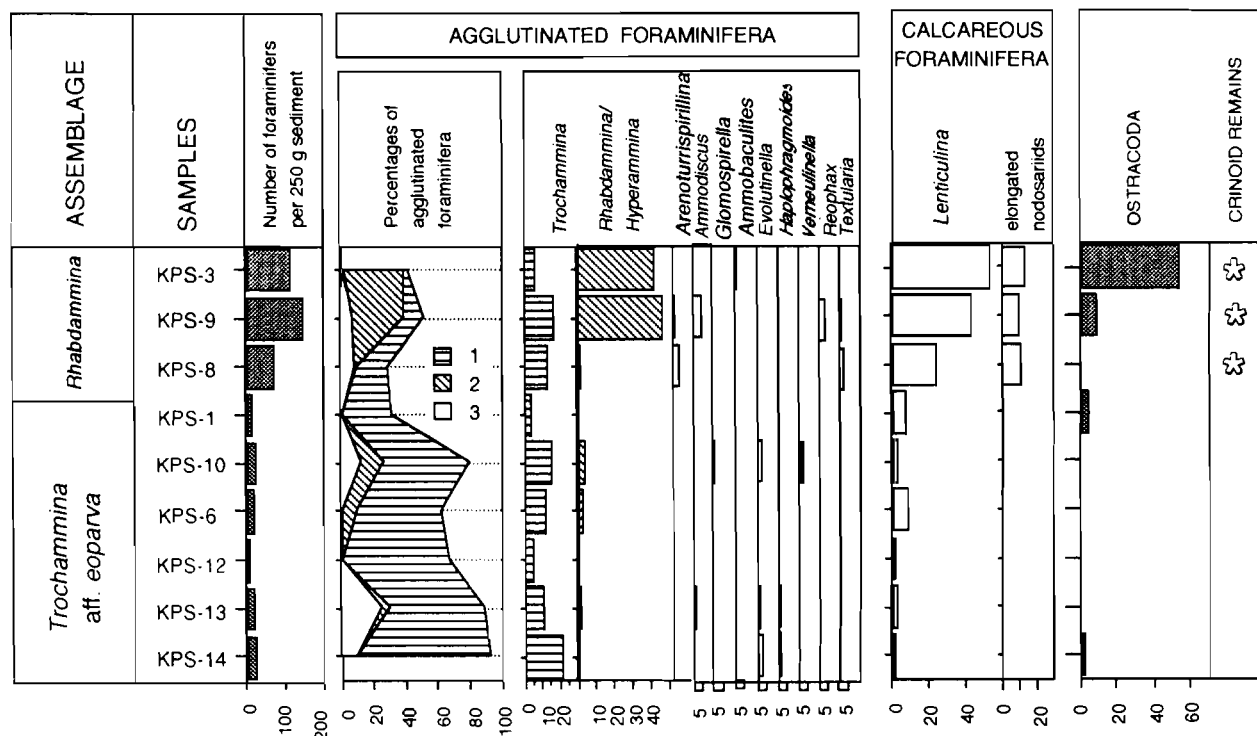 AGGLUTINATED FORAMINIFERA
CALCAREOUS
FORAMINIFERA
ASSEMBLAGE
SAMPLES
Number of foraminifers
per 250 g sediment
Percentages of
agglutinated
foraminifera
Trochammina
Rhabdammina/
Hyperammina
Arenoturrispirillina
Ammodiscus
Glomospirella
Ammobaculites
Evolutinella
Haplophragmoides
Verneulinella
Reophax
Textularia
Lenticulina
elongated
nodosariids
OSTRACODA
CRINOID REMAINS
Rhabdammina
Trochammina
aff. eoparva
KPS-3
KPS-9
KPS-8
KPS-1
KPS-10
KPS-6
KPS-12
KPS-13
KPS-14
1
2
3
0 100 200
0 20 40 60 80 100
0 10 20
10 20 30 40
5 5 5 5 5 5 5 5
0 20 40
0 20
0 20 40 60